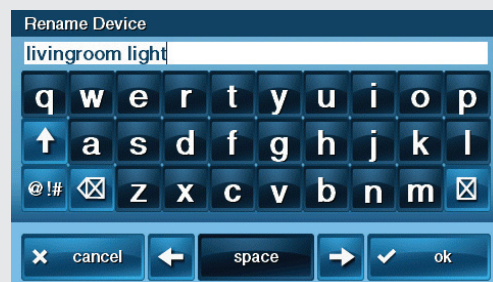 Rename Device
livingroom light
q w e r t y u i o p
a s d f g h j k l
@!# z x c v b n m
cancel space ok